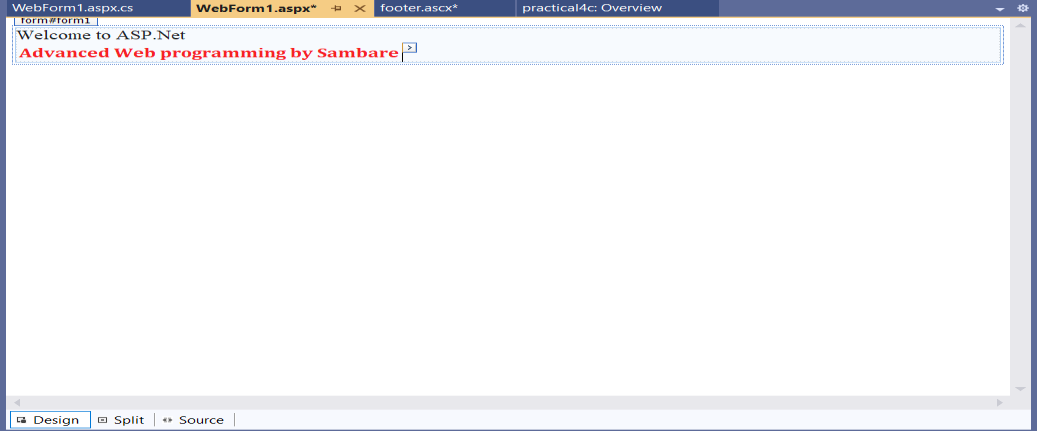 WebForm1.aspx.cs WebForm1.aspx* footer.ascx* practical4c: Overview
form#form1
Welcome to ASP.Net
Advanced Web programming by Sambare
Design Split Source